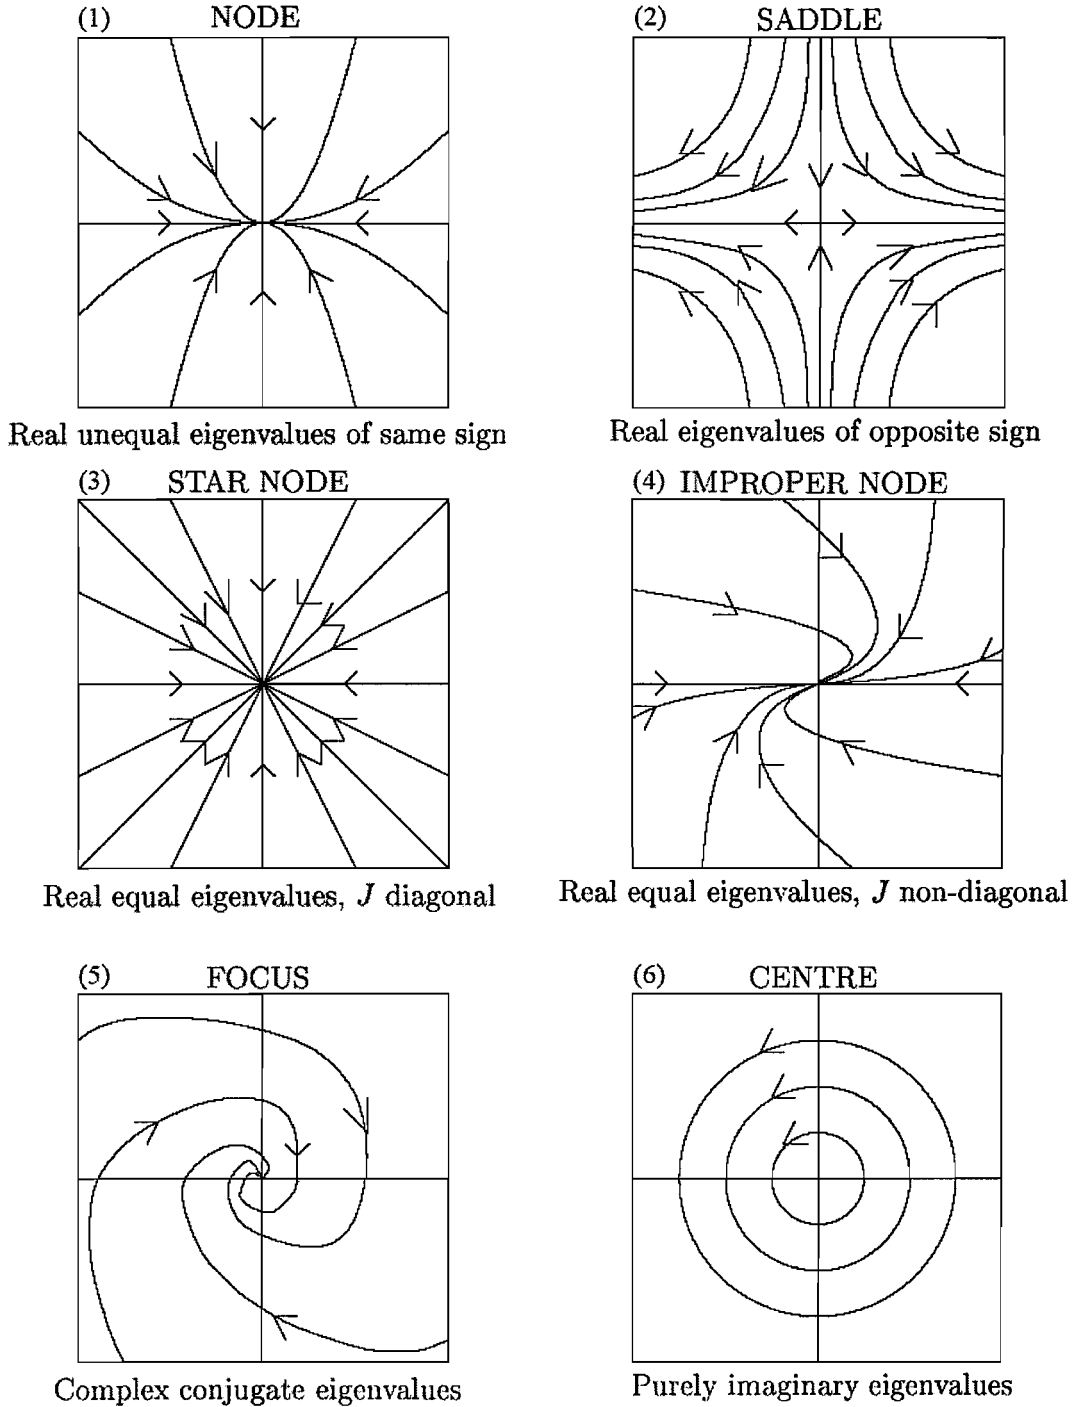 (1) NODE
(2) SADDLE
Real unequal eigenvalues of same sign
Real eigenvalues of opposite sign
(3) STAR NODE
(4) IMPROPER NODE
Real equal eigenvalues, J diagonal
Real equal eigenvalues, J non-diagonal
(5) FOCUS
(6) CENTRE
Complex conjugate eigenvalues
Purely imaginary eigenvalues